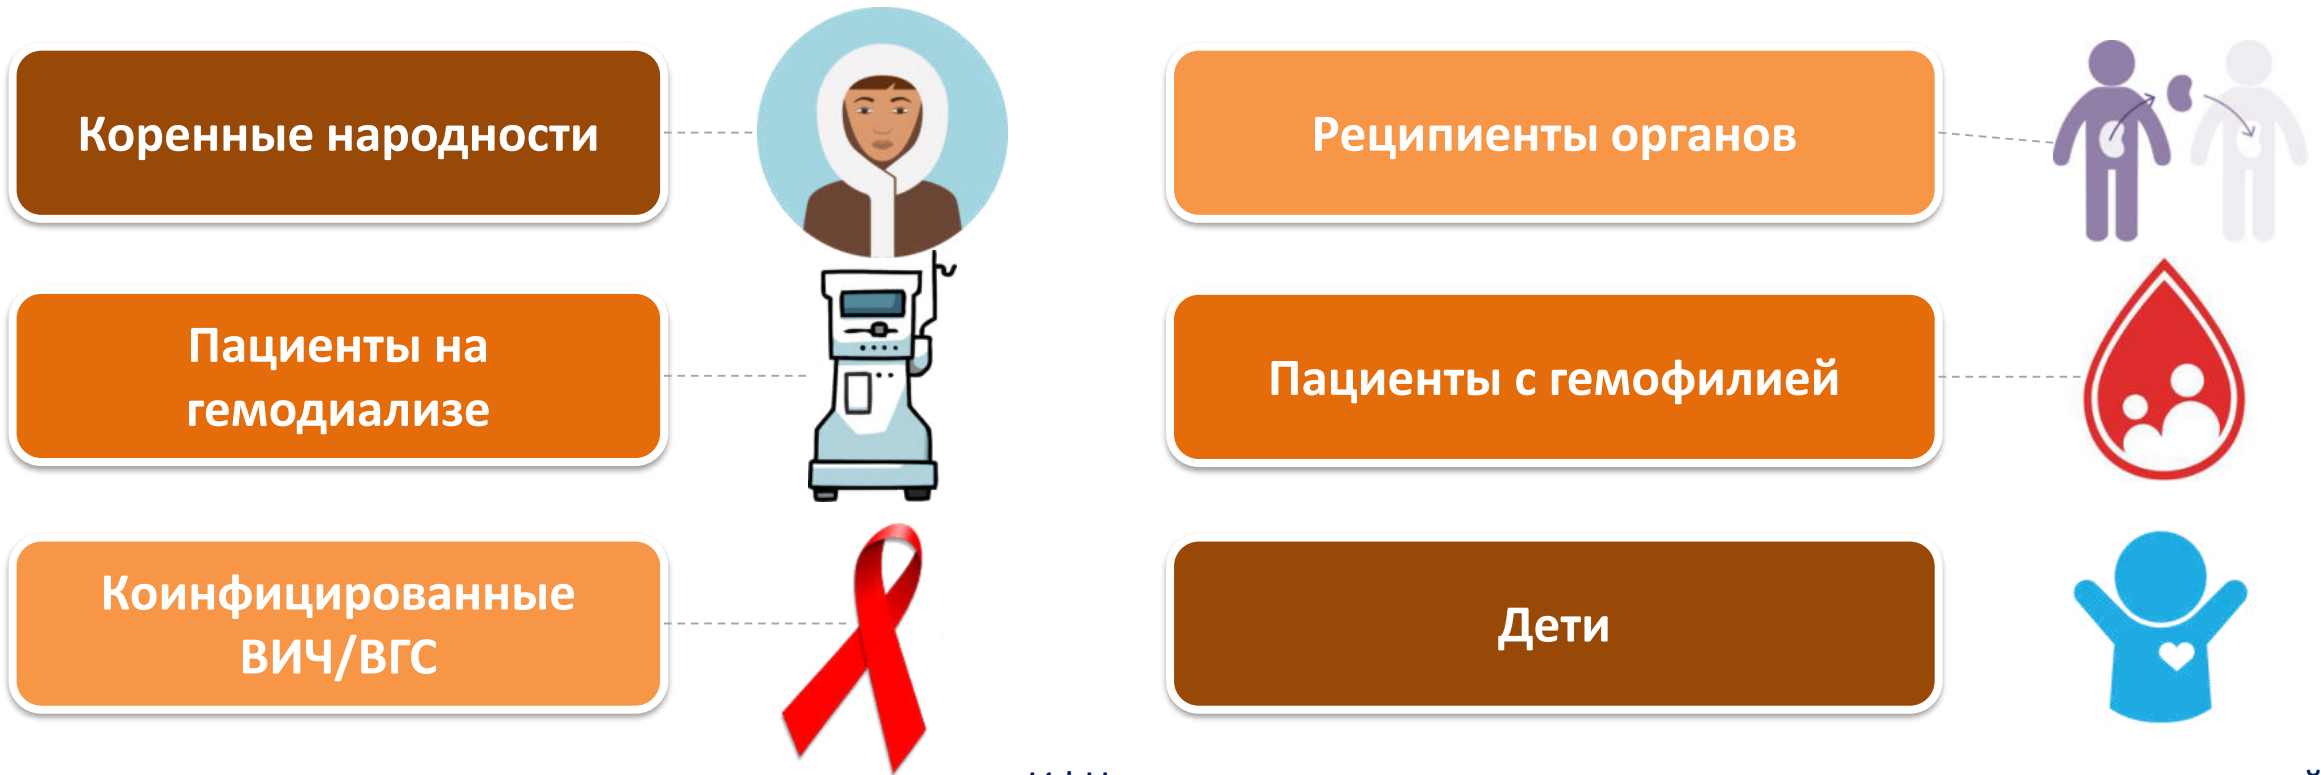 Коренные народности
Реципиенты органов
Пациенты на
гемодиализе
Пациенты с гемофилией
Коинфицированные
ВИЧ/ВГС
Дети